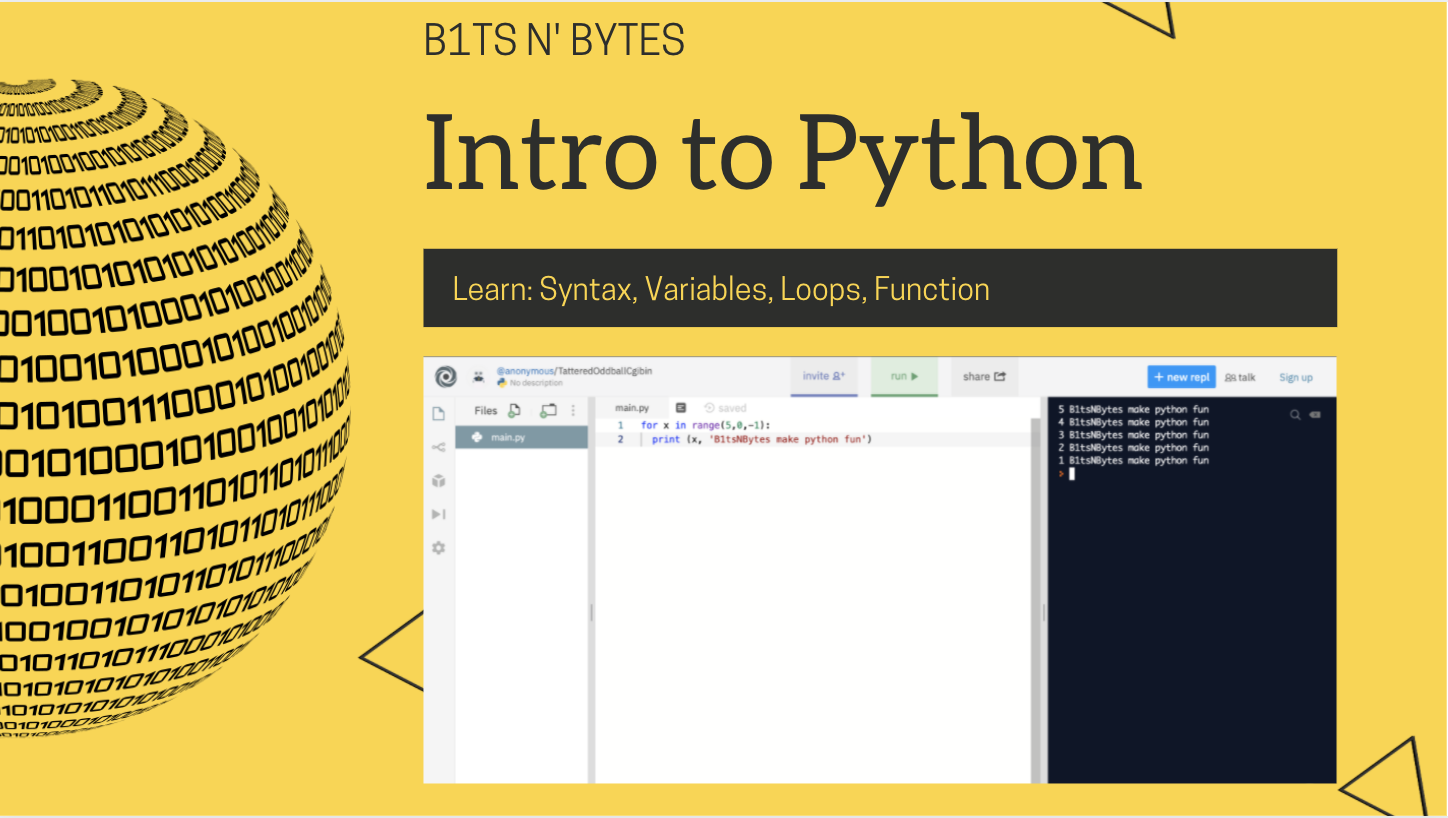 B1TS N' BYTES
Intro to Python
Learn: Syntax, Variables, Loops, Function
@anonymous/TatteredOddballCgibin
No description
invite
run
share
+ new repl
talk
Sign up
Files
main.py
main.py
saved
1 for x in range(5,0,-1):
2 print (x, 'B1tsNBytes make python fun')
5 B1tsNBytes make python fun
4 B1tsNBytes make python fun
3 B1tsNBytes make python fun
2 B1tsNBytes make python fun
1 B1tsNBytes make python fun
>